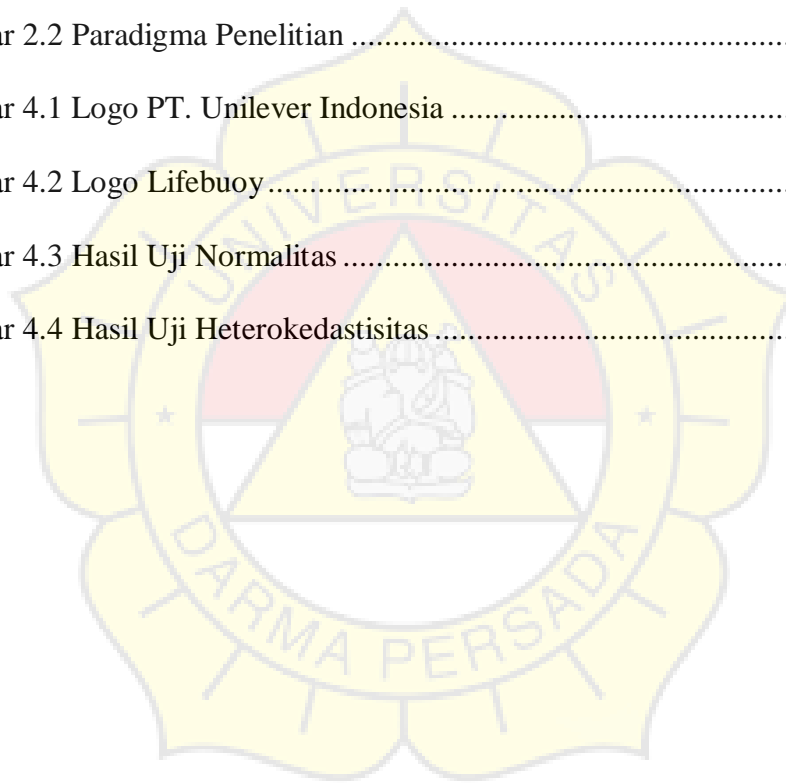 ar 2.2 Paradigma Penelitian ................................................................
ar 4.1 Logo PT. Unilever Indonesia ................................................
ar 4.2 Logo Lifebuoy..........................................................................
ar 4.3 Hasil Uji Normalitas ..............................................................
ar 4.4 Hasil Uji Heterokedastisitas ..................................................
UNIVERSITAS
DARMA PERSADA